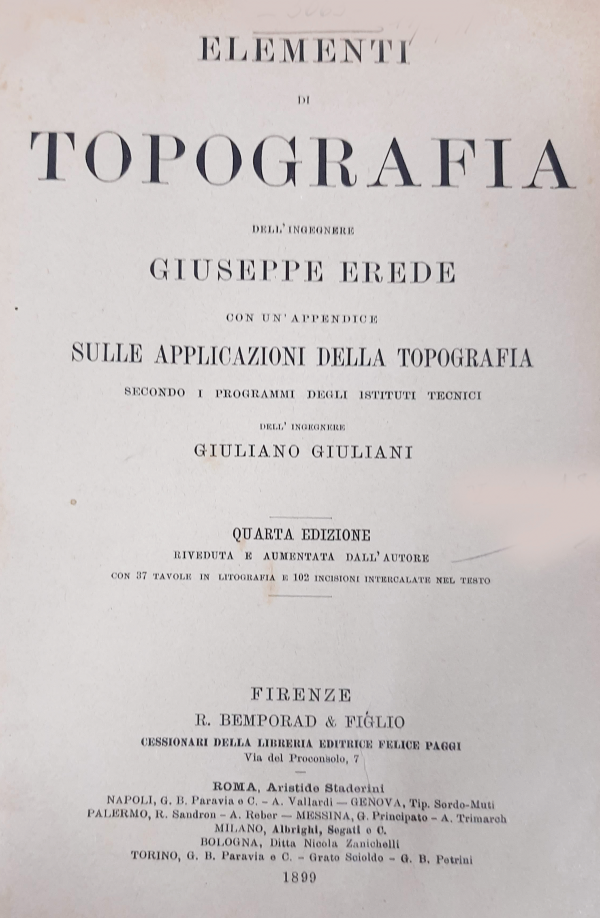 ELEMENTI
DI
TOPOGRAFIA
DELL'INGEGNERE
GIUSEPPE EREDE
CON UN'APPENDICE
SULLE APPLICAZIONI DELLA TOPOGRAFIA
SECONDO I PROGRAMMI DEGLI ISTITUTI TECNICI
DELL' INGEGNERE
GIULIANO GIULIANI
QUARTA EDIZIONE
RIVEDUTA E AUMENTATA DALL'AUTORE
CON 37 TAVOLE IN LITOGRAFIA E 102 INCISIONI INTERCALATE NEL TESTO
FIRENZE
R. BEMPORAD & FIGLIO
CESSIONARI DELLA LIBRERIA EDITRICE FELICE PAGGI
Via del Proconsolo, 7
ROMA, Aristide Staderini
NAPOLI, G. B. Paravia e C. - A. Vallardi — GENOVA, Tip. Sordo-Muti
PALERMO, R. Sandron - A. Reber — MESSINA, G. Principato - A. Trimarch
MILANO, Albrighi, Segati e C.
BOLOGNA, Ditta Nicola Zanichelli
TORINO, G. B. Paravia e C. - Grato Scioldo - G. B. Petrini
1899